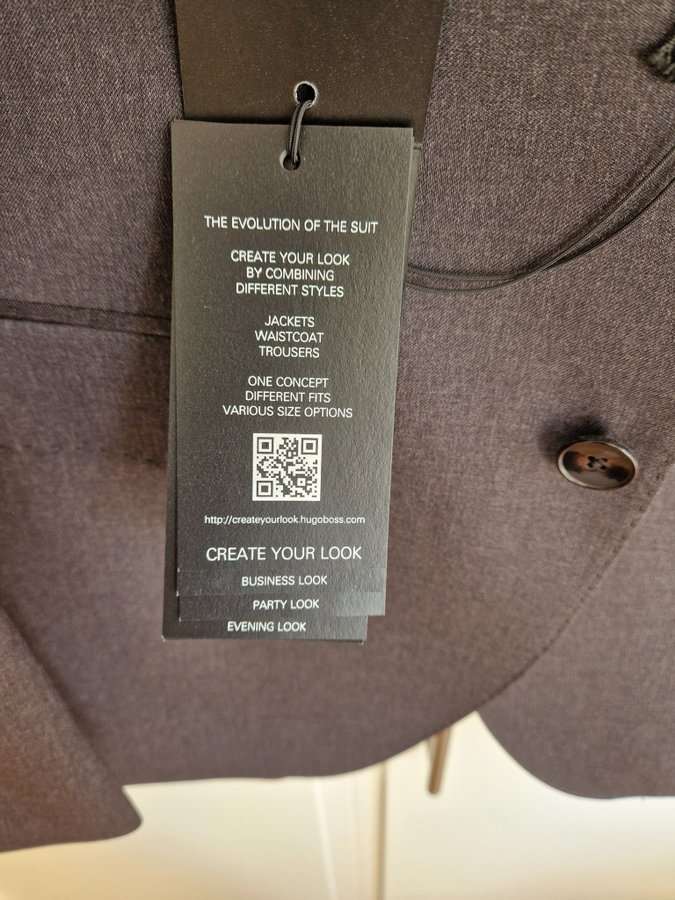 THE EVOLUTION OF THE SUIT
CREATE YOUR LOOK
BY COMBINING
DIFFERENT STYLES
JACKETS
WAISTCOAT
TROUSERS
ONE CONCEPT
DIFFERENT FITS
VARIOUS SIZE OPTIONS
http://createyourlook.hugoboss.com
CREATE YOUR LOOK
BUSINESS LOOK
PARTY LOOK
EVENING LOOK